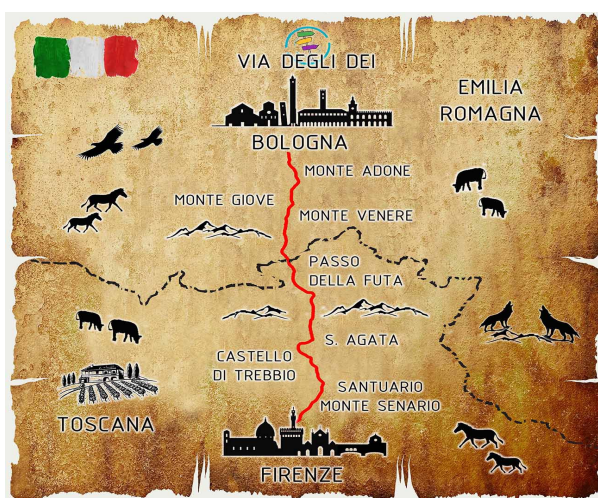 VIA DEGLI DEI
EMILIA
ROMAGNA
BOLOGNA
MONTE ADONE
MONTE GIOVE
MONTE VENERE
PASSO
DELLA FUTA
S. AGATA
CASTELLO
DI TREBBIO
SANTUARIO
MONTE SENARIO
TOSCANA
FIRENZE